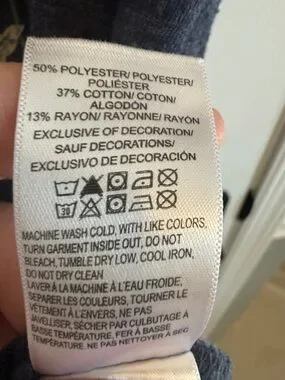 50% POLYESTER/ POLYESTER/
POLIÉSTER
37% COTTON/ COTON/
ALGODÓN
13% RAYON/ RAYONNE/ RAYON
EXCLUSIVE OF DECORATION/
SAUF DECORATIONS/
EXCLUSIVO DE DECORACIÓN
30
MACHINE WASH COLD, WITH LIKE COLORS,
TURN GARMENT INSIDE OUT, DO NOT
BLEACH, TUMBLE DRY LOW, COOL IRON,
DO NOT DRY CLEAN
LAVER À LA MACHINE À L'EAU FROIDE,
SEPARER LES COULEURS, TOURNER LE
VÊTEMENT À L'ENVERS, NE PAS
JAVELLISER, SÉCHER PAR CULBUTAGE À
BASSE TEMPÉRATURE, FER À BASSE
TEMPÉRATURE. NE PAS NETTOYER À SEC